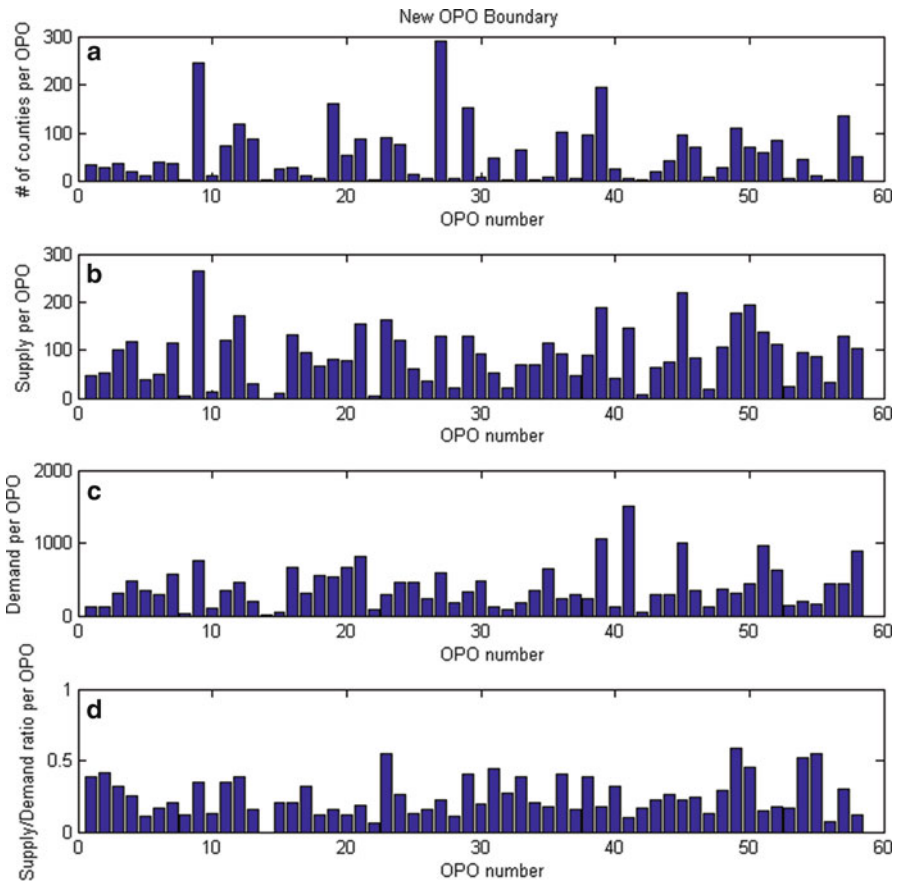 New OPO Boundary
a
# of counties per OPO
300
200
100
0
0 10 20 30 40 50 60
OPO number
b
Supply per OPO
300
200
100
0
0 10 20 30 40 50 60
OPO number
c
Demand per OPO
2000
1000
0
0 10 20 30 40 50 60
OPO number
d
Supply/Demand ratio per OPO
1
0.5
0
0 10 20 30 40 50 60
OPO number